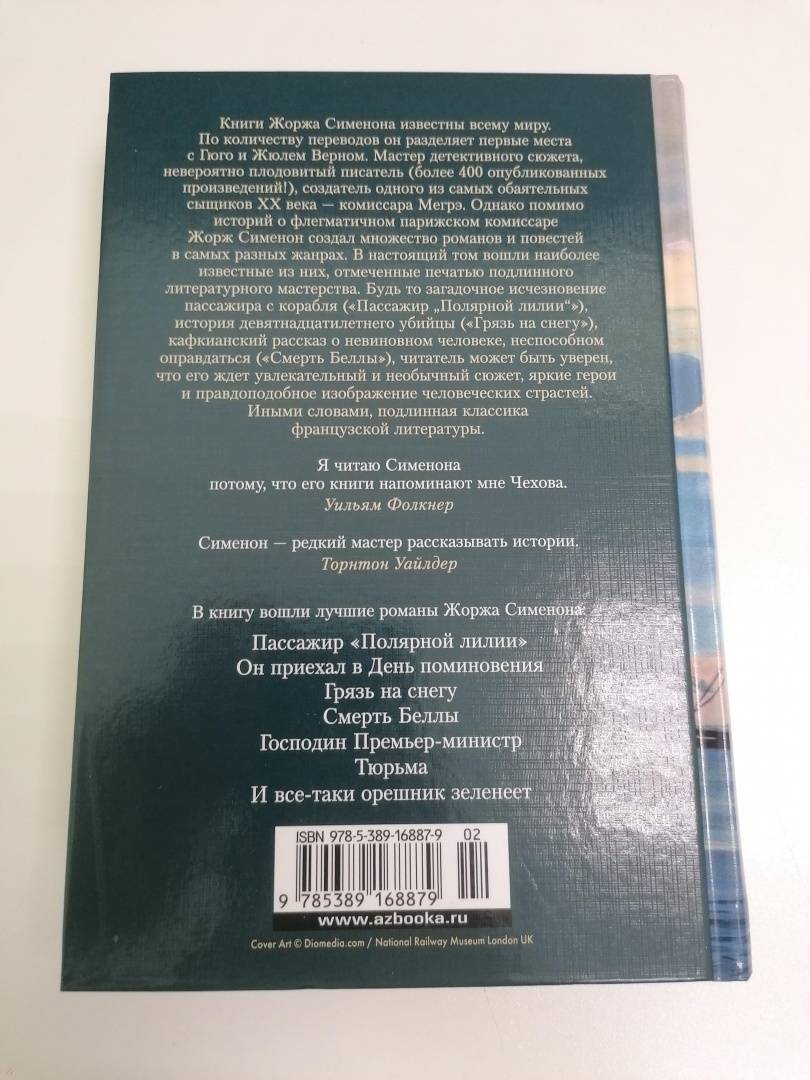 Книги Жоржа Сименона известны всему миру.
По количеству переводов он разделяет первые места
с Гюго и Жюлем Верном. Мастер детективного сюжета,
невероятно плодовитый писатель (более 400 опубликованных
произведений!), создатель одного из самых обаятельных
сыщиков XX века — комиссара Мегрэ. Однако помимо
историй о флегматичном парижском комиссаре
Жорж Сименон создал множество романов и повестей
в самых разных жанрах. В настоящий том вошли наиболее
известные из них, отмеченные печатью подлинного
литературного мастерства. Будь то загадочное исчезновение
пассажира с корабля («Пассажир „Полярной лилии“»),
история девятнадцатилетнего убийцы («Грязь на снегу»),
кафкианский рассказ о невиновном человеке, неспособном
оправдаться («Смерть Беллы»), читатель может быть уверен,
что его ждет увлекательный и необычный сюжет, яркие герои
и правдоподобное изображение человеческих страстей.
Иными словами, подлинная классика
французской литературы.
Я читаю Сименона
потому, что его книги напоминают мне Чехова.
Уильям Фолкнер
Сименон — редкий мастер рассказывать истории.
Торнтон Уайлдер
В книгу вошли лучшие романы Жоржа Сименона:
Пассажир «Полярной лилии»
Он приехал в День поминовения
Грязь на снегу
Смерть Беллы
Господин Премьер-министр
Тюрьма
И все-таки орешник зеленеет
ISBN 978-5-389-16887-9 02
9 785389 168879
www.azbooka.ru
Cover Art © Diomedia.com / National Railway Museum London UK